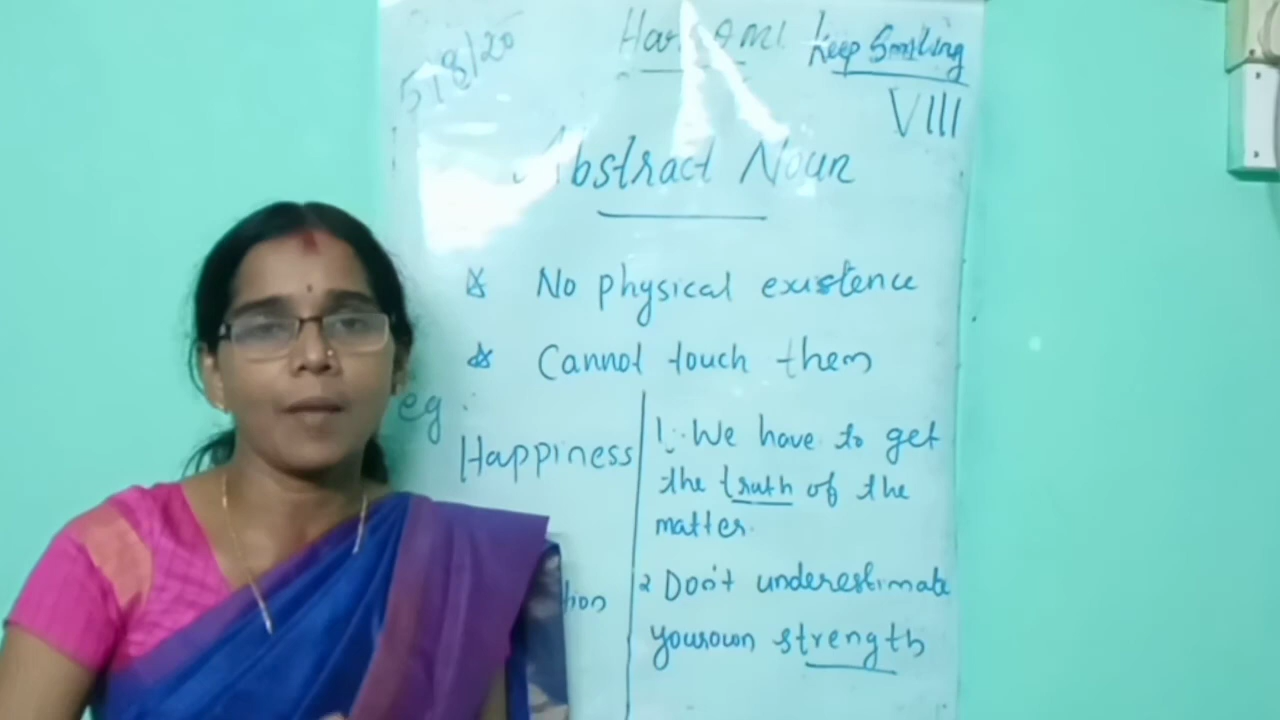 5/8/20
Keep Smiling
VIII
Abstract Noun
No physical existence
Cannot touch them
eg:
Happiness
tion
1. We have to get
the truth of the
matter.
2 Don't underestimate
yourown strength